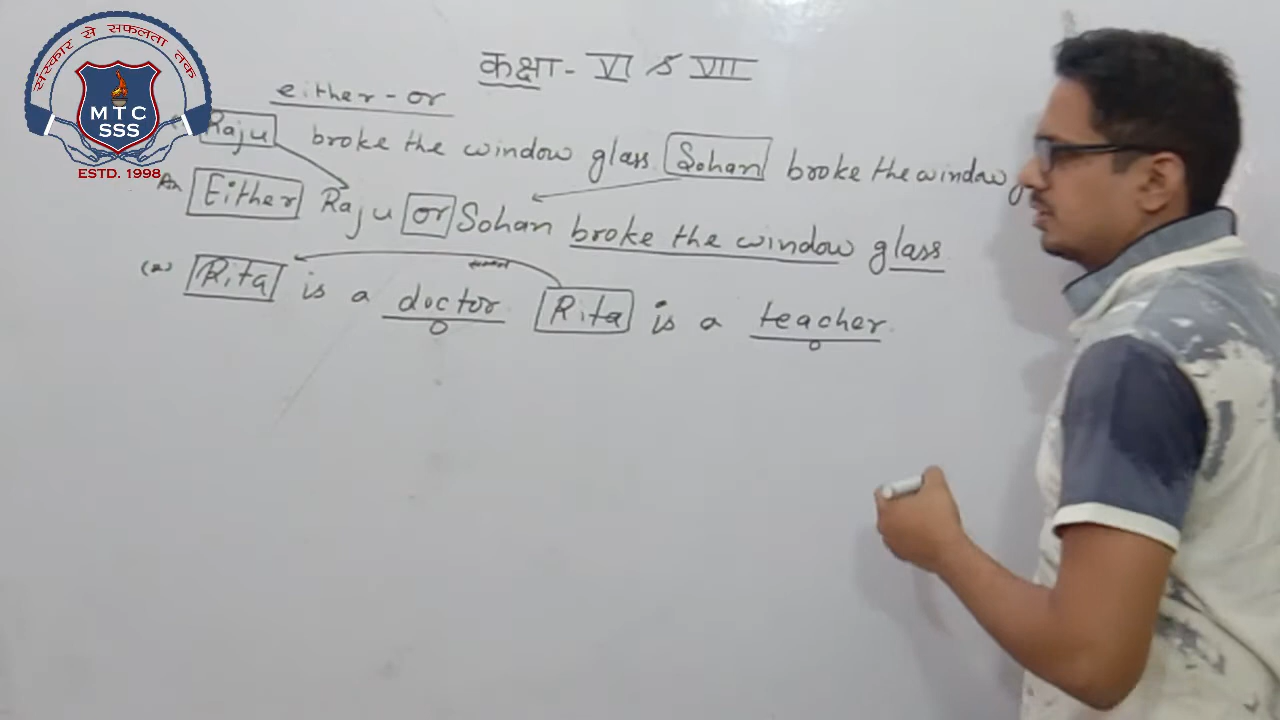 संस्कार से सफलता तक
MTC
SSS
ESTD. 1998
कक्षा - VI & VII
either - or
Raju broke the window glass. Sohan broke the window
Either Raju or Sohan broke the window glass
Rita is a doctor. Rita is a teacher.